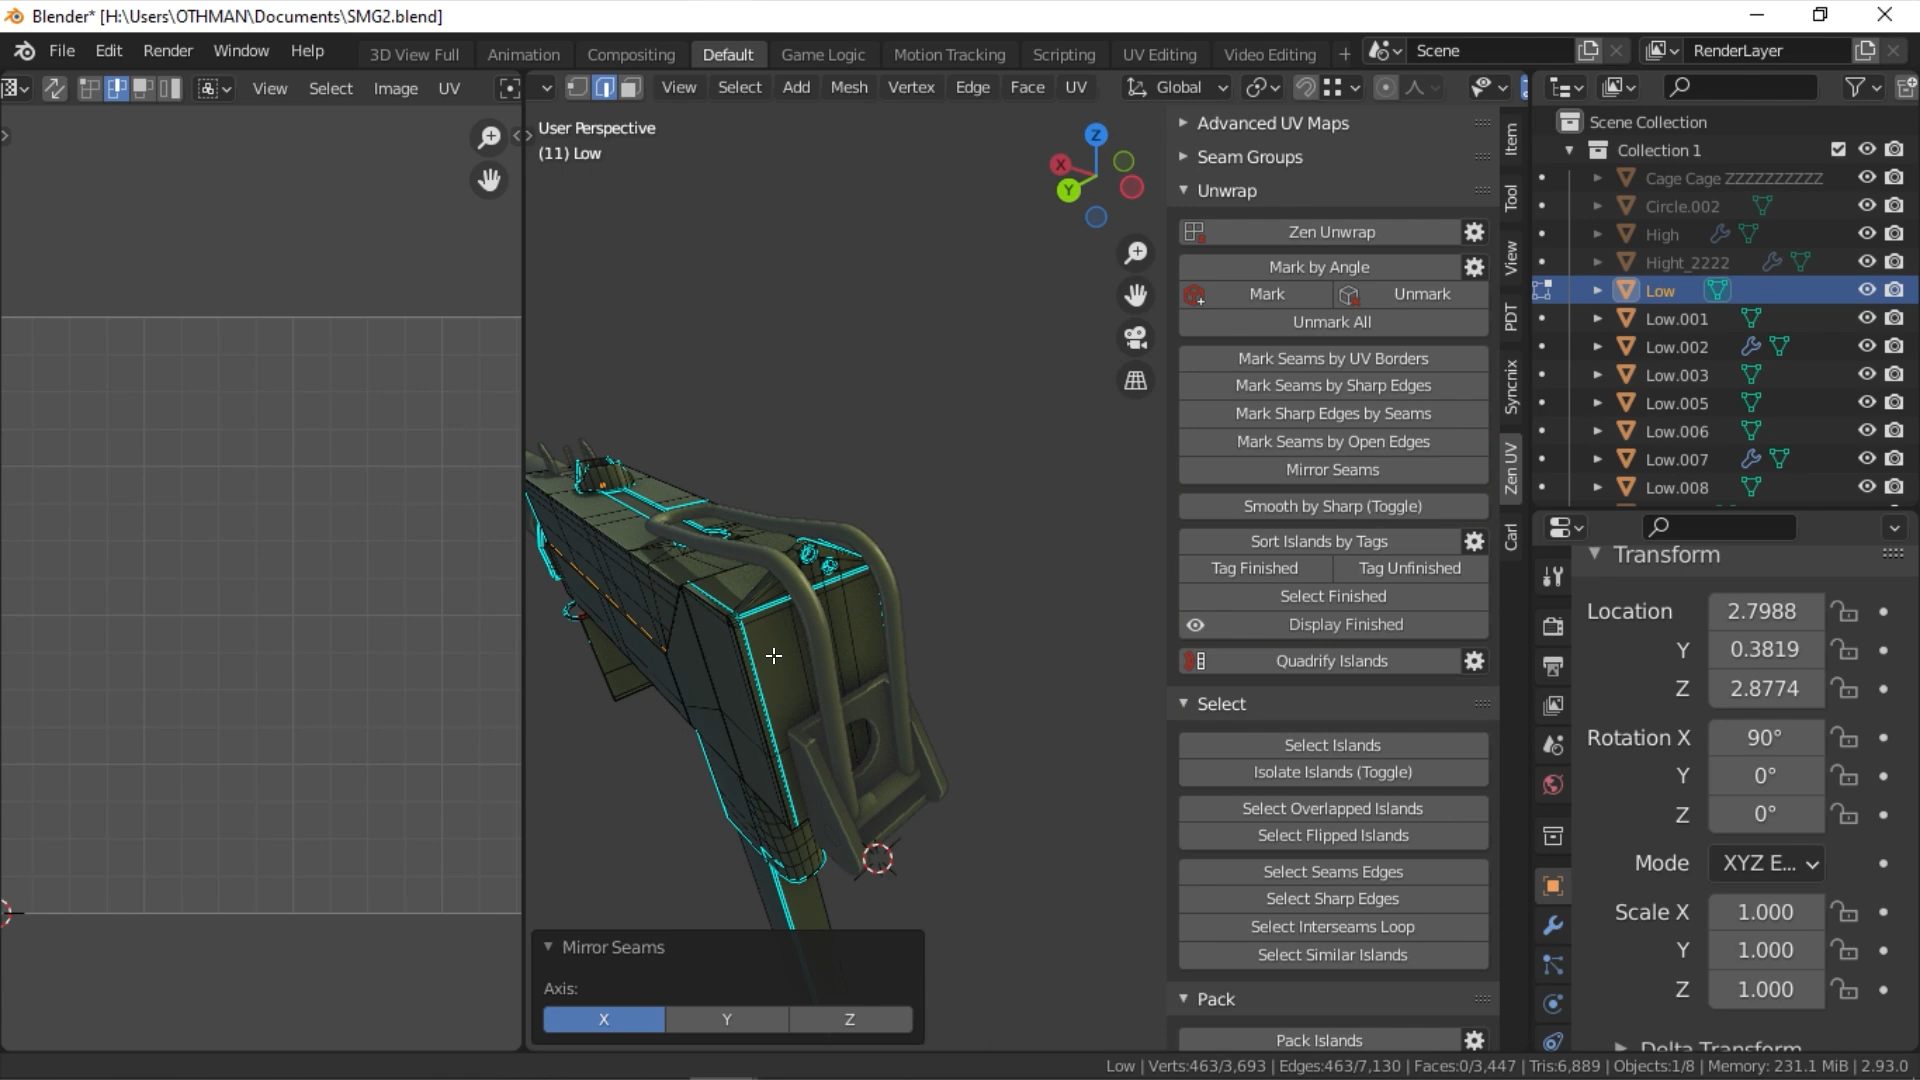 Blender* [H:\Users\OTHMAN\Documents\SMG2.blend]
File Edit Render Window Help 3D View Full Animation Compositing Default Game Logic Motion Tracking Scripting UV Editing Video Editing + Scene RenderLayer
View Select Image UV View Select Add Mesh Vertex Edge Face UV Global
User Perspective
(11) Low
Z
X
Y
Advanced UV Maps
Seam Groups
Unwrap
Zen Unwrap
Mark by Angle
Mark Unmark
Unmark All
Mark Seams by UV Borders
Mark Seams by Sharp Edges
Mark Sharp Edges by Seams
Mark Seams by Open Edges
Mirror Seams
Smooth by Sharp (Toggle)
Sort Islands by Tags
Tag Finished Tag Unfinished
Select Finished
Display Finished
Quadrify Islands
Select
Select Islands
Isolate Islands (Toggle)
Select Overlapped Islands
Select Flipped Islands
Select Seams Edges
Select Sharp Edges
Select Interseams Loop
Select Similar Islands
Pack
Pack Islands
Item
Tool
View
PDT
Syncnix
Zen UV
Carl
Scene Collection
Collection 1
Cage Cage ZZZZZZZZZZZ
Circle.002
High
Hight_2222
Low
Low.001
Low.002
Low.003
Low.005
Low.006
Low.007
Low.008
Transform
Location 2.7988
Y 0.3819
Z 2.8774
Rotation X 90°
Y 0°
Z 0°
Mode XYZ E...
Scale X 1.000
Y 1.000
Z 1.000
Delta Transform
Mirror Seams
Axis:
X Y Z
Low | Verts:463/3,693 | Edges:463/7,130 | Faces:0/3,447 | Tris:6,889 | Objects:1/8 | Memory: 231.1 MiB | 2.93.0